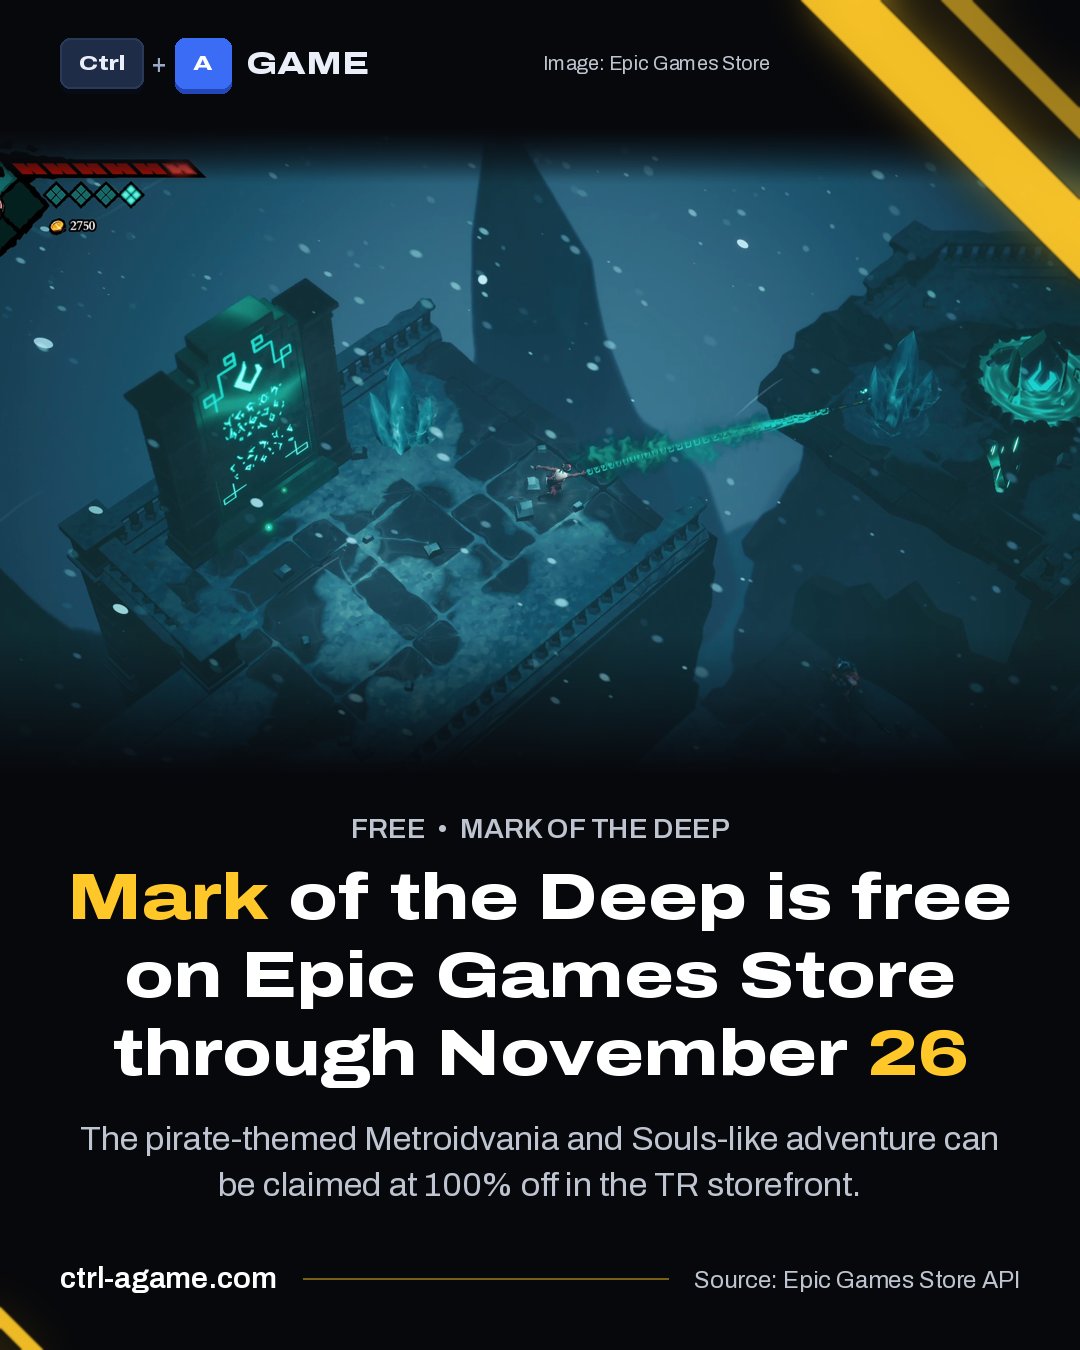 Ctrl + A GAME
Image: Epic Games Store
2750
FREE • MARK OF THE DEEP
Mark of the Deep is free
on Epic Games Store
through November 26
The pirate-themed Metroidvania and Souls-like adventure can
be claimed at 100% off in the TR storefront.
ctrl-agame.com
Source: Epic Games Store API